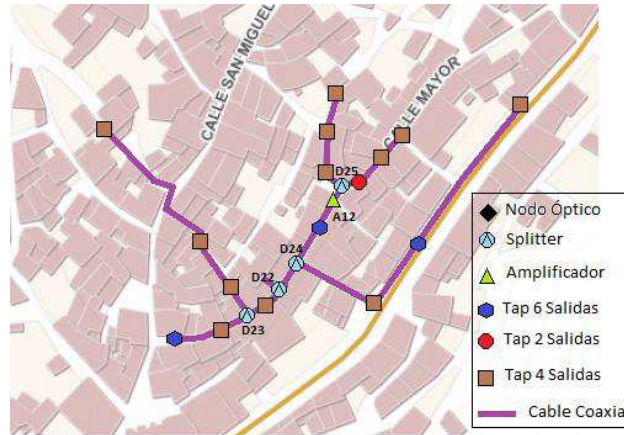 CALLE SAN MIGUEL
CALLE MAYOR
D25
A12
D24
D22
D23
Nodo Óptico
Splitter
Amplificador
Tap 6 Salidas
Tap 2 Salidas
Tap 4 Salidas
Cable Coaxia